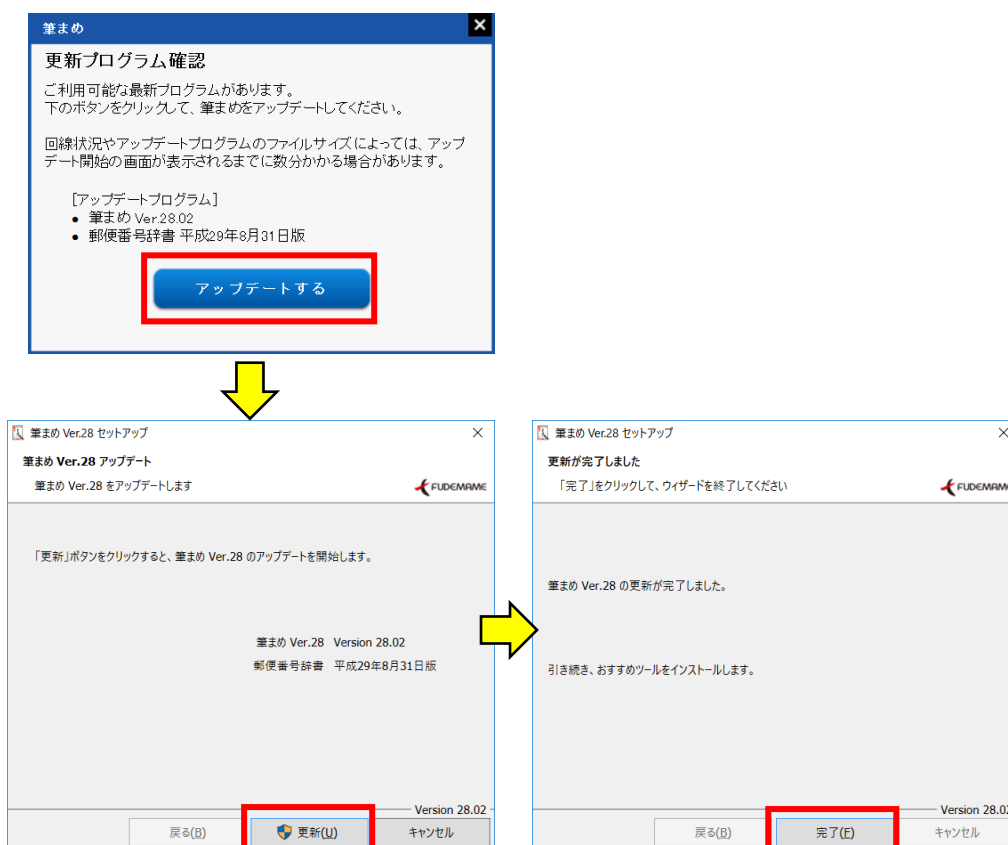 筆まめ
更新プログラム確認
ご利用可能な最新プログラムがあります。
下のボタンをクリックして、筆まめをアップデートしてください。
回線状況やアップデートプログラムのファイルサイズによっては、アップ
デート開始の画面が表示されるまでに数分かかる場合があります。
[アップデートプログラム]
● 筆まめ Ver.28.02
● 郵便番号辞書 平成29年8月31日版
アップデートする
筆まめ Ver.28 セットアップ
筆まめ Ver.28 アップデート
筆まめ Ver.28 をアップデートします
FUDEMAME
「更新」ボタンをクリックすると、筆まめ Ver.28 のアップデートを開始します。
筆まめ Ver.28 Version 28.02
郵便番号辞書 平成29年8月31日版
Version 28.02
戻る(B)
更新(U)
キャンセル
筆まめ Ver.28 セットアップ
更新が完了しました
「完了」をクリックして、ウィザードを終了してください
FUDEMAME
筆まめ Ver.28 の更新が完了しました。
引き続き、おすすめツールをインストールします。
Version 28.02
戻る(B)
完了(F)
キャンセル